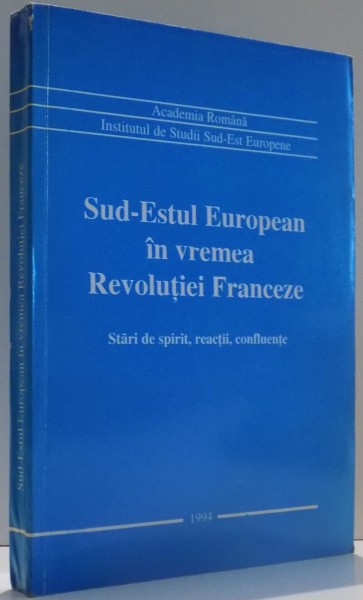 Academia Română
Institutul de Studii Sud-Est Europene
Sud-Estul European
în vremea
Revoluției Franceze
Stări de spirit, reacții, confluențe
1994
Sud-Estul European în vremea Revoluției Franceze